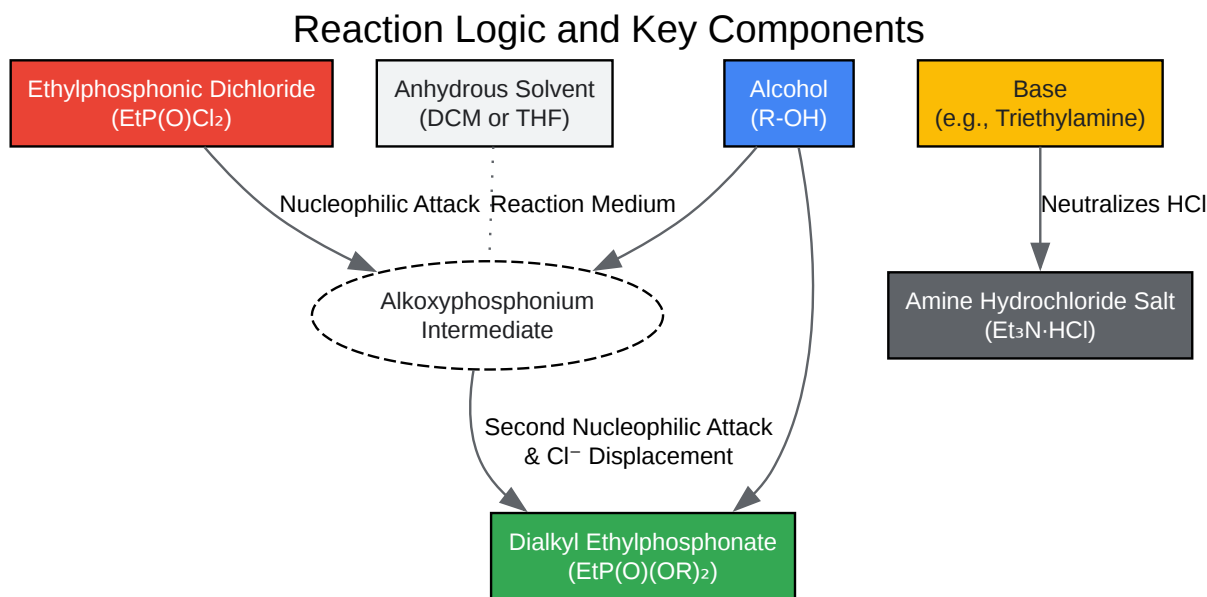 Reaction Logic and Key Components
Ethylphosphonic Dichloride
(EtP(O)Cl₂)
Anhydrous Solvent
(DCM or THF)
Alcohol
(R-OH)
Base
(e.g., Triethylamine)
Nucleophilic Attack
Reaction Medium
Neutralizes HCl
Alkoxyphosphonium
Intermediate
Amine Hydrochloride Salt
(Et₃N·HCl)
Second Nucleophilic Attack
& Cl⁻ Displacement
Dialkyl Ethylphosphonate
(EtP(O)(OR)₂)